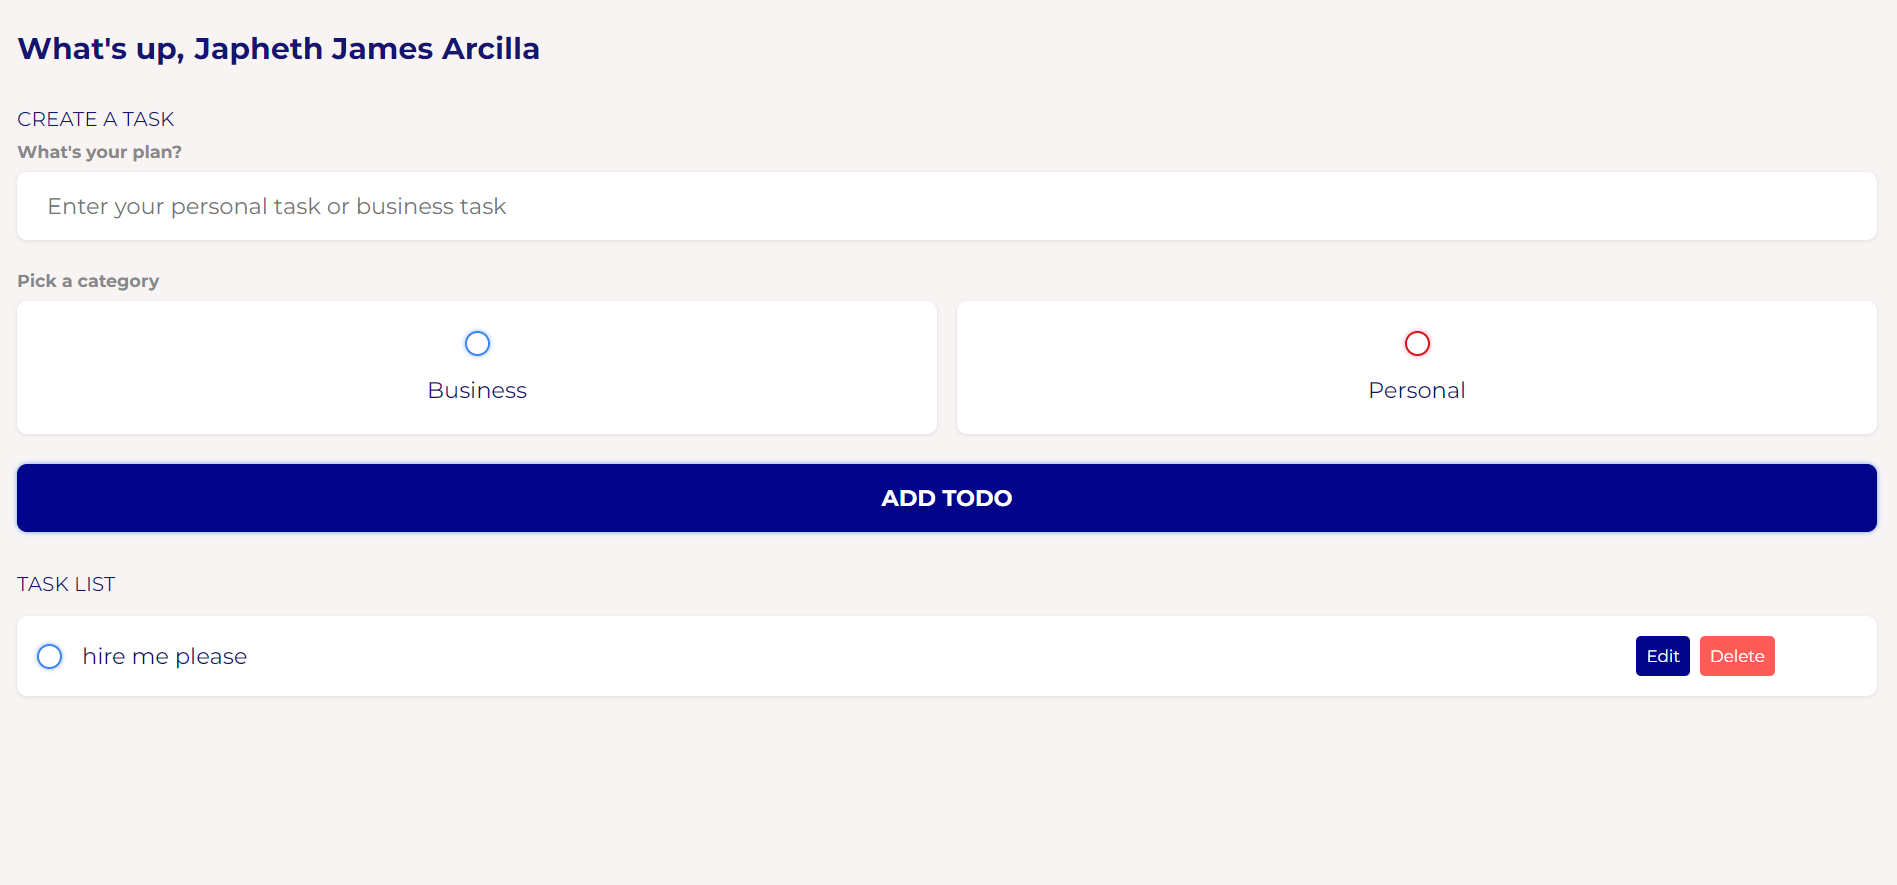 What's up, Japheth James Arcilla
CREATE A TASK
What's your plan?
Enter your personal task or business task
Pick a category
Business
Personal
ADD TODO
TASK LIST
hire me please
Edit
Delete